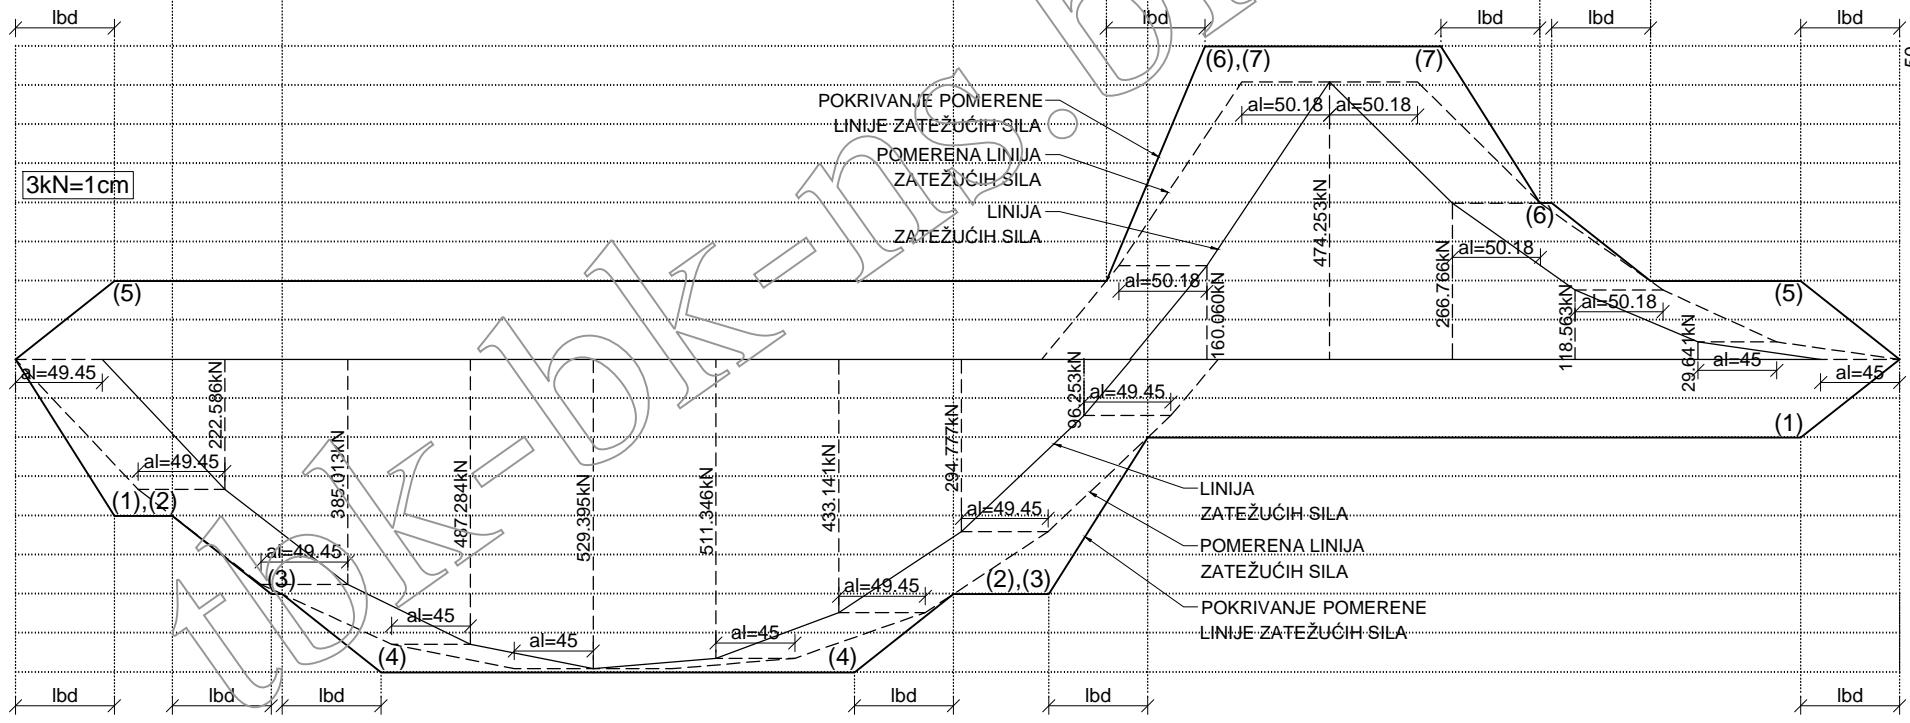 lbd
lbd
lbd
lbd
lbd
50
(6),(7)
(7)
al=50.18
al=50.18
POKRIVANJE POMERENE
LINIJE ZATEŽUĆIH SILA
POMERENA LINIJA
ZATEŽUĆIH SILA
LINIJA
ZATEŽUĆIH SILA
3kN=1cm
474.253kN
(6)
al=50.18
266.766kN
(5)
al=50.18
160.060kN
al=50.18
118.563kN
(5)
29.641kN
al=45
al=45
al=49.45
222.586kN
al=49.45
385.013kN
487.284kN
529.395kN
511.346kN
433.141kN
294.777kN
96.253kN
al=49.45
(1)
(1),(2)
al=49.45
(3)
al=45
al=45
al=45
al=49.45
al=49.45
(2),(3)
(4)
(4)
LINIJA
ZATEŽUĆIH SILA
POMERENA LINIJA
ZATEŽUĆIH SILA
POKRIVANJE POMERENE
LINIJE ZATEŽUĆIH SILA
lbd
lbd
lbd
lbd
lbd
lbd
tbk-bk-ns.b